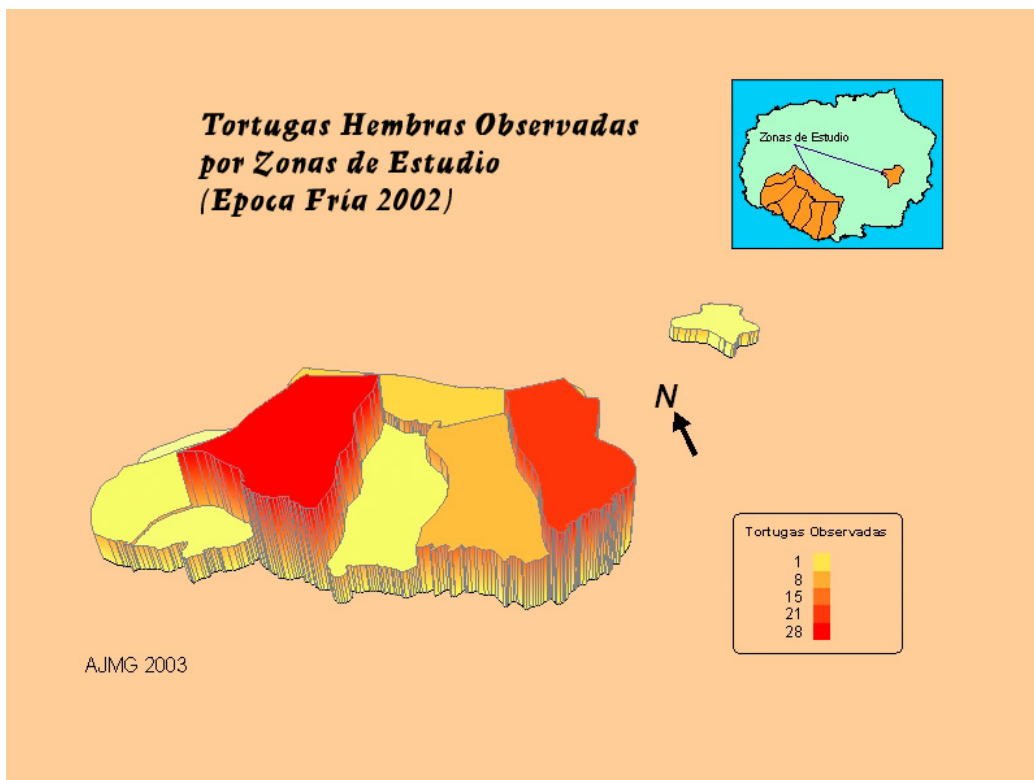 Tortugas Hembras Observadas
por Zonas de Estudio
(Epoca Fría 2002)
Zonas de Estudio
N
Tortugas Observadas
1
8
15
21
28
AJMG 2003